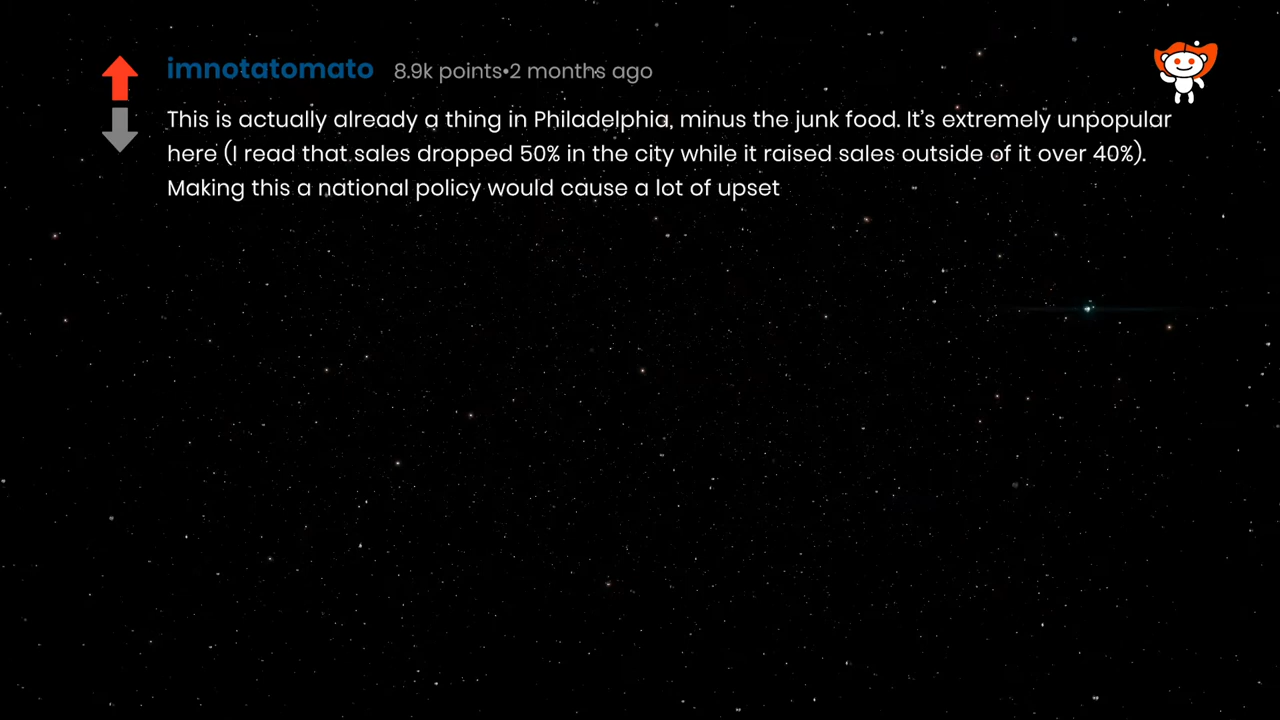 imnotatomato 8.9k points•2 months ago
This is actually already a thing in Philadelphia, minus the junk food. It’s extremely unpopular
here (I read that sales dropped 50% in the city while it raised sales outside of it over 40%).
Making this a national policy would cause a lot of upset